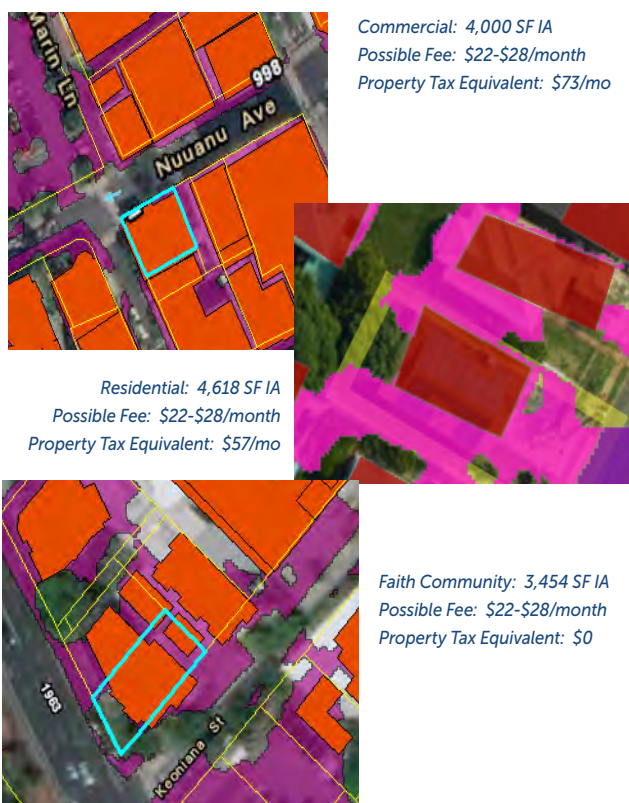 Commercial: 4,000 SF IA
Possible Fee: $22-$28/month
Property Tax Equivalent: $73/mo
Marin Ln
998
Nuuanu Ave
Residential: 4,618 SF IA
Possible Fee: $22-$28/month
Property Tax Equivalent: $57/mo
Faith Community: 3,454 SF IA
Possible Fee: $22-$28/month
Property Tax Equivalent: $0
1963
Keoniana St